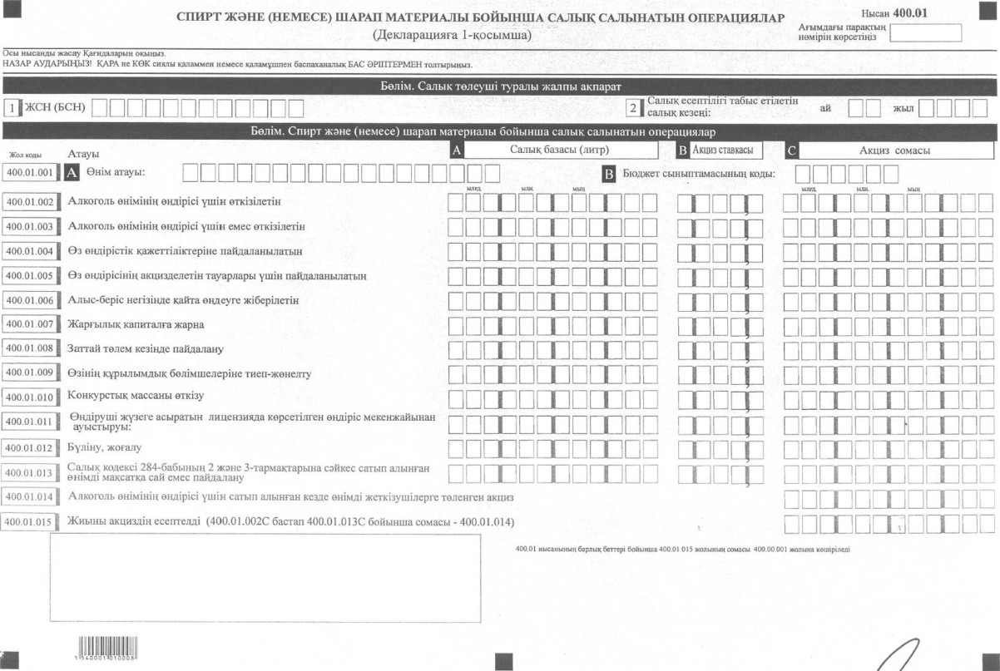 СПИРТ ЖӘНЕ (НЕМЕСЕ) ШАРАП МАТЕРИАЛЫ БОЙЫНША САЛЫҚ САЛЫНАТЫН ОПЕРАЦИЯЛАР
(Декларацияға 1-қосымша)
Нысан 400.01
Ағымдағы парақтың
нөмірін көрсетіңіз
Осы нысанды жасау Қағидаларын оқыңыз.
НАЗАР АУДАРЫҢЫЗ! ҚАРА не КӨК сиялы қаламмен немесе қаламұшпен баспаханалық БАС ӘРІПТЕРМЕН толтырыңыз.
Бөлім. Салық төлеуші туралы жалпы ақпарат
1 ЖСН (БСН)
2 Салық есептілігі табыс етілетін
салық кезеңі: ай жыл
Бөлім. Спирт және (немесе) шарап материалы бойынша салық салынатын операциялар
Жол коды Атауы A Салық базасы (литр) B Акциз ставкасы C Акциз сомасы
400.01.001 A Өнім атауы: B Бюджет сыныптамасының коды:
млрд. млн. мың млрд. млн. мың
400.01.002 Алкоголь өнімінің өндірісі үшін өткізілетін
400.01.003 Алкоголь өнімінің өндірісі үшін емес өткізілетін
400.01.004 Өз өндірістік қажеттіліктеріне пайдаланылатын
400.01.005 Өз өндірісінің акцизделетін тауарлары үшін пайдаланылатын
400.01.006 Алыс-беріс негізінде қайта өңдеуге жіберілетін
400.01.007 Жарғылық капиталға жарна
400.01.008 Заттай төлем кезінде пайдалану
400.01.009 Өзінің құрылымдық бөлімшелеріне тиеп-жөнелту
400.01.010 Конкурстық массаны өткізу
400.01.011 Өндіруші жүзеге асыратын лицензияда көрсетілген өндіріс мекенжайынан
ауыстыруы:
400.01.012 Бүліну, жоғалу
400.01.013 Салық кодексі 284-бабының 2 және 3-тармақтарына сәйкес сатып алынған
өнімді мақсатқа сай емес пайдалану
400.01.014 Алкоголь өнімінің өндірісі үшін сатып алынған кезде өнімді жеткізушілерге төленген акциз
400.01.015 Жиыны акциздің есептелді (400.01.002С бастап 400.01.013С бойынша сомасы - 400.01.014)
400.01 нысанының барлық беттері бойынша 400.01.015 жолының сомасы 400.00.001 жолына көшіріледі